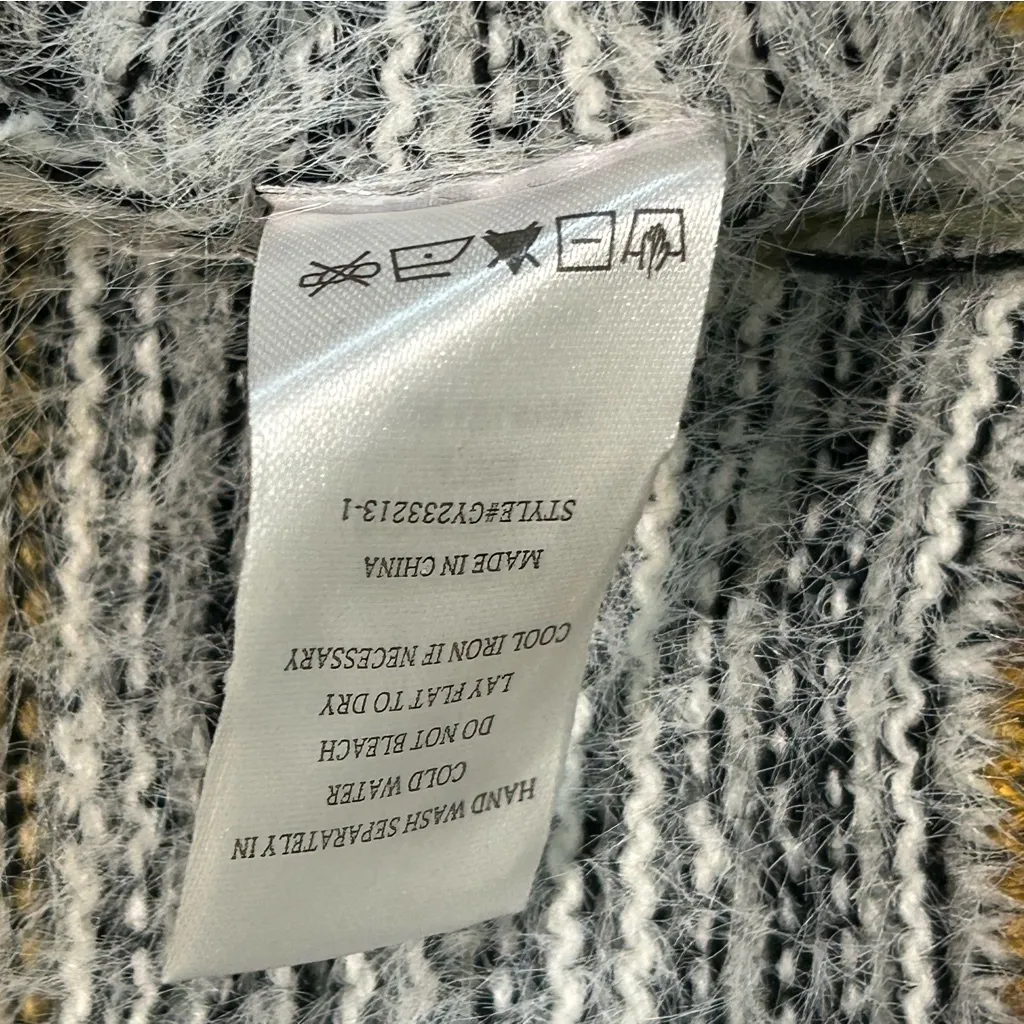 HAND WASH SEPARATELY IN
COLD WATER
DO NOT BLEACH
LAY FLAT TO DRY
COOL IRON IF NECESSARY
MADE IN CHINA
STYLE#GY233213-1